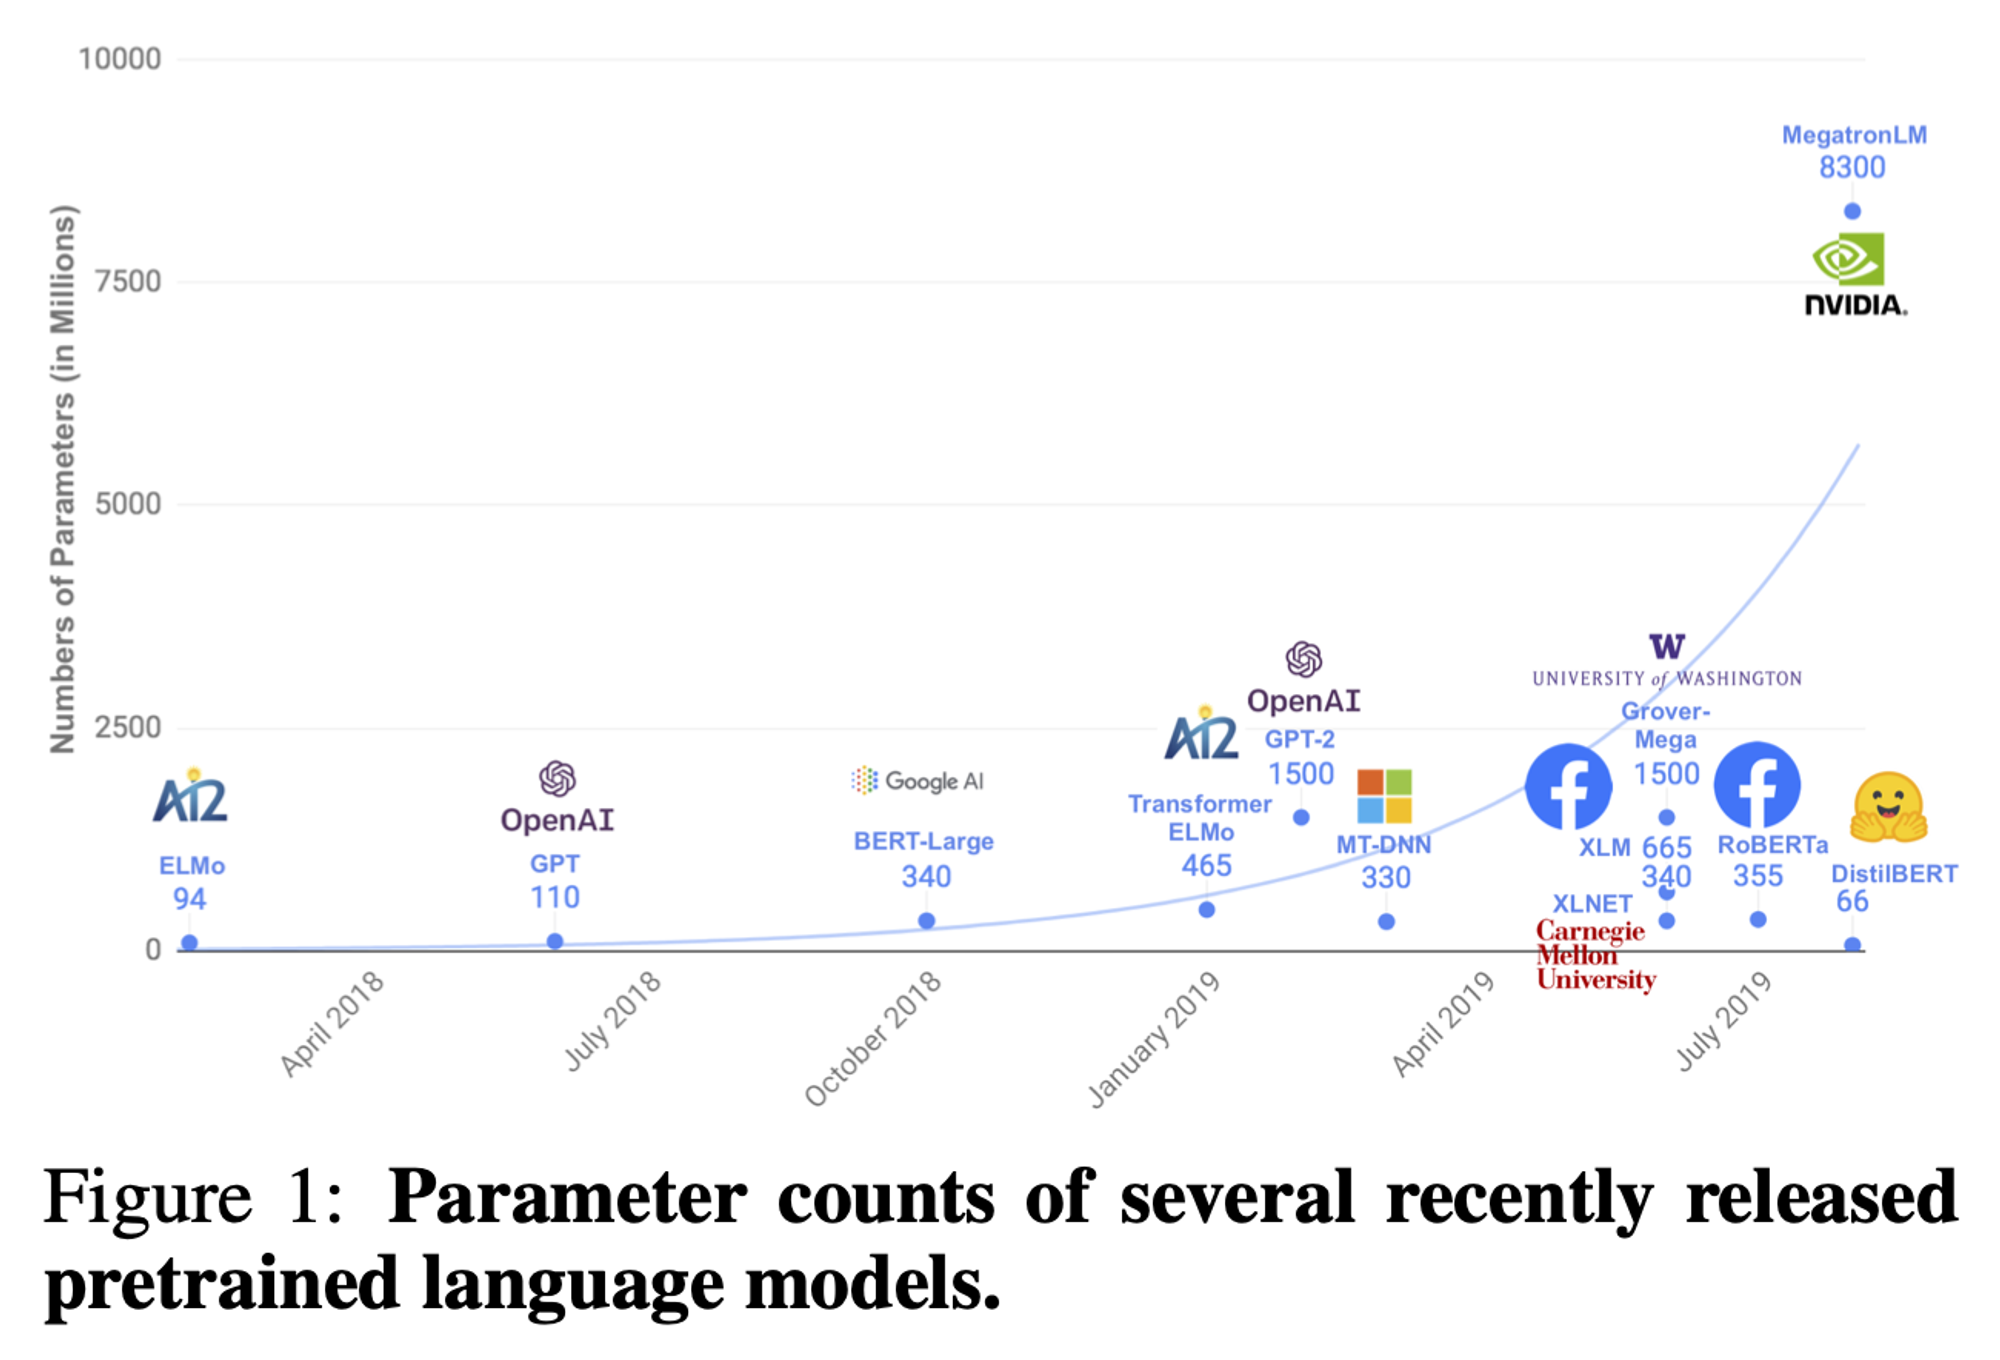 10000
7500
5000
2500
0
Numbers of Parameters (in Millions)
MegatronLM
8300
NVIDIA.
AI2
ELMo
94
OpenAI
GPT
110
Google AI
BERT-Large
340
AI2
Transformer
ELMo
465
OpenAI
GPT-2
1500
MT-DNN
330
W
UNIVERSITY of WASHINGTON
Grover-
Mega
1500
f
XLM 665
340
XLNET
Carnegie
Mellon
University
f
RoBERTa
355
DistilBERT
66
April 2018
July 2018
October 2018
January 2019
April 2019
July 2019
Figure 1: Parameter counts of several recently released
pretrained language models.